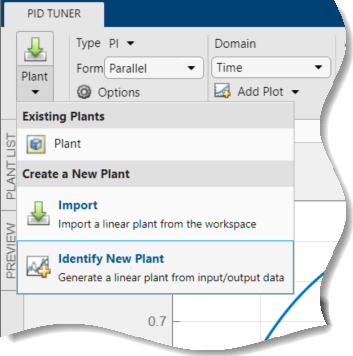 PID TUNER
Plant
Type PI
Form Parallel
Options
Domain
Time
Add Plot
Existing Plants
Plant
Create a New Plant
Import
Import a linear plant from the workspace
Identify New Plant
Generate a linear plant from input/output data
PLANT LIST
PREVIEW
0.7